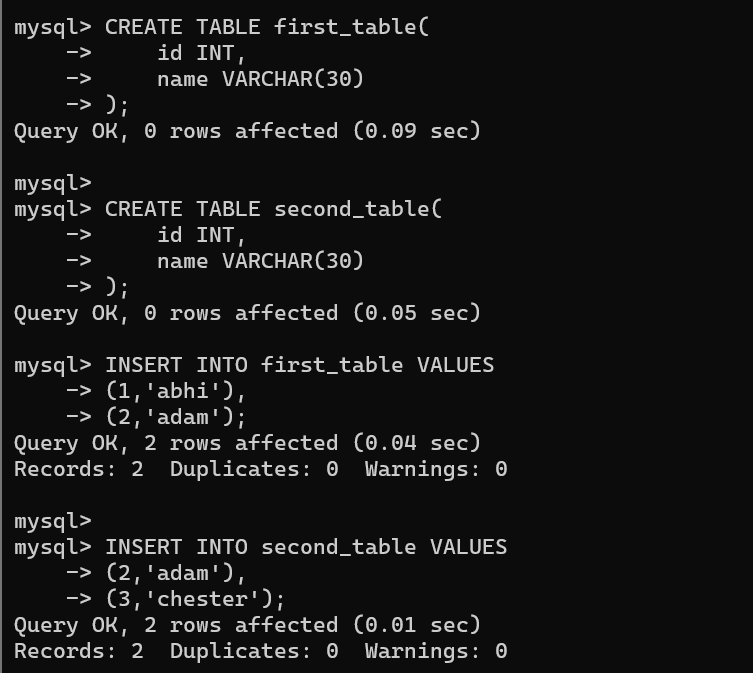 mysql> CREATE TABLE first_table(
    ->     id INT,
    ->     name VARCHAR(30)
    -> );
Query OK, 0 rows affected (0.09 sec)

mysql>
mysql> CREATE TABLE second_table(
    ->     id INT,
    ->     name VARCHAR(30)
    -> );
Query OK, 0 rows affected (0.05 sec)

mysql> INSERT INTO first_table VALUES
    -> (1,'abhi'),
    -> (2,'adam');
Query OK, 2 rows affected (0.04 sec)
Records: 2  Duplicates: 0  Warnings: 0

mysql>
mysql> INSERT INTO second_table VALUES
    -> (2,'adam'),
    -> (3,'chester');
Query OK, 2 rows affected (0.01 sec)
Records: 2  Duplicates: 0  Warnings: 0